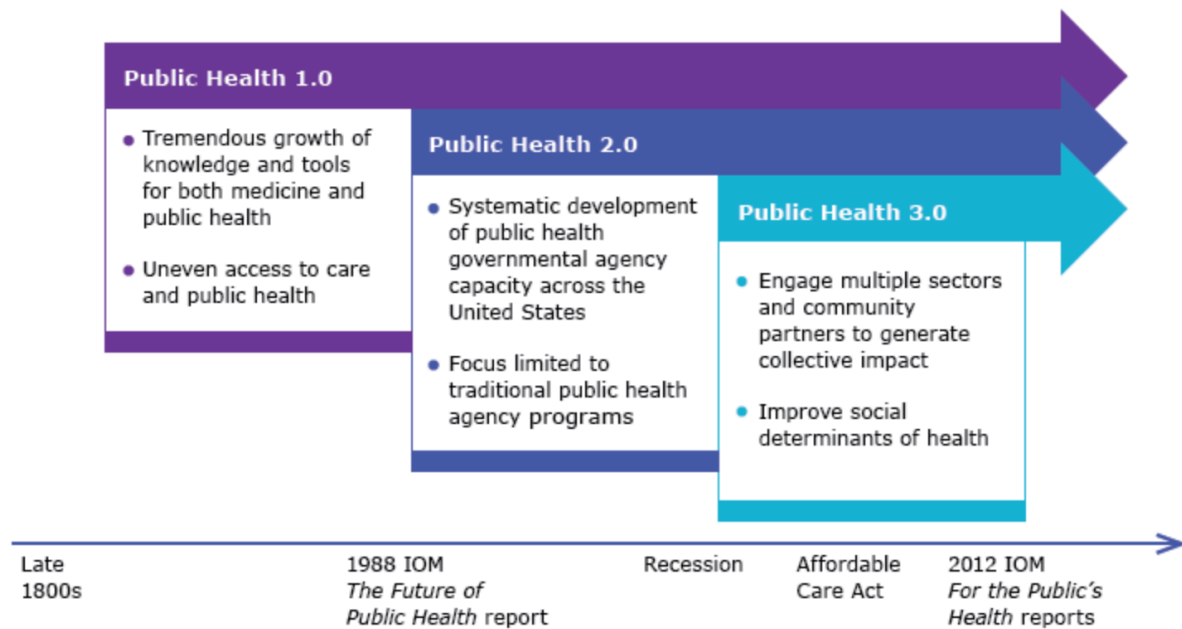 Public Health 1.0
• Tremendous growth of
knowledge and tools
for both medicine and
public health
• Uneven access to care
and public health
Public Health 2.0
• Systematic development
of public health
governmental agency
capacity across the
United States
• Focus limited to
traditional public health
agency programs
Public Health 3.0
• Engage multiple sectors
and community
partners to generate
collective impact
• Improve social
determinants of health
Late
1800s
1988 IOM
The Future of
Public Health report
Recession
Affordable
Care Act
2012 IOM
For the Public’s
Health reports